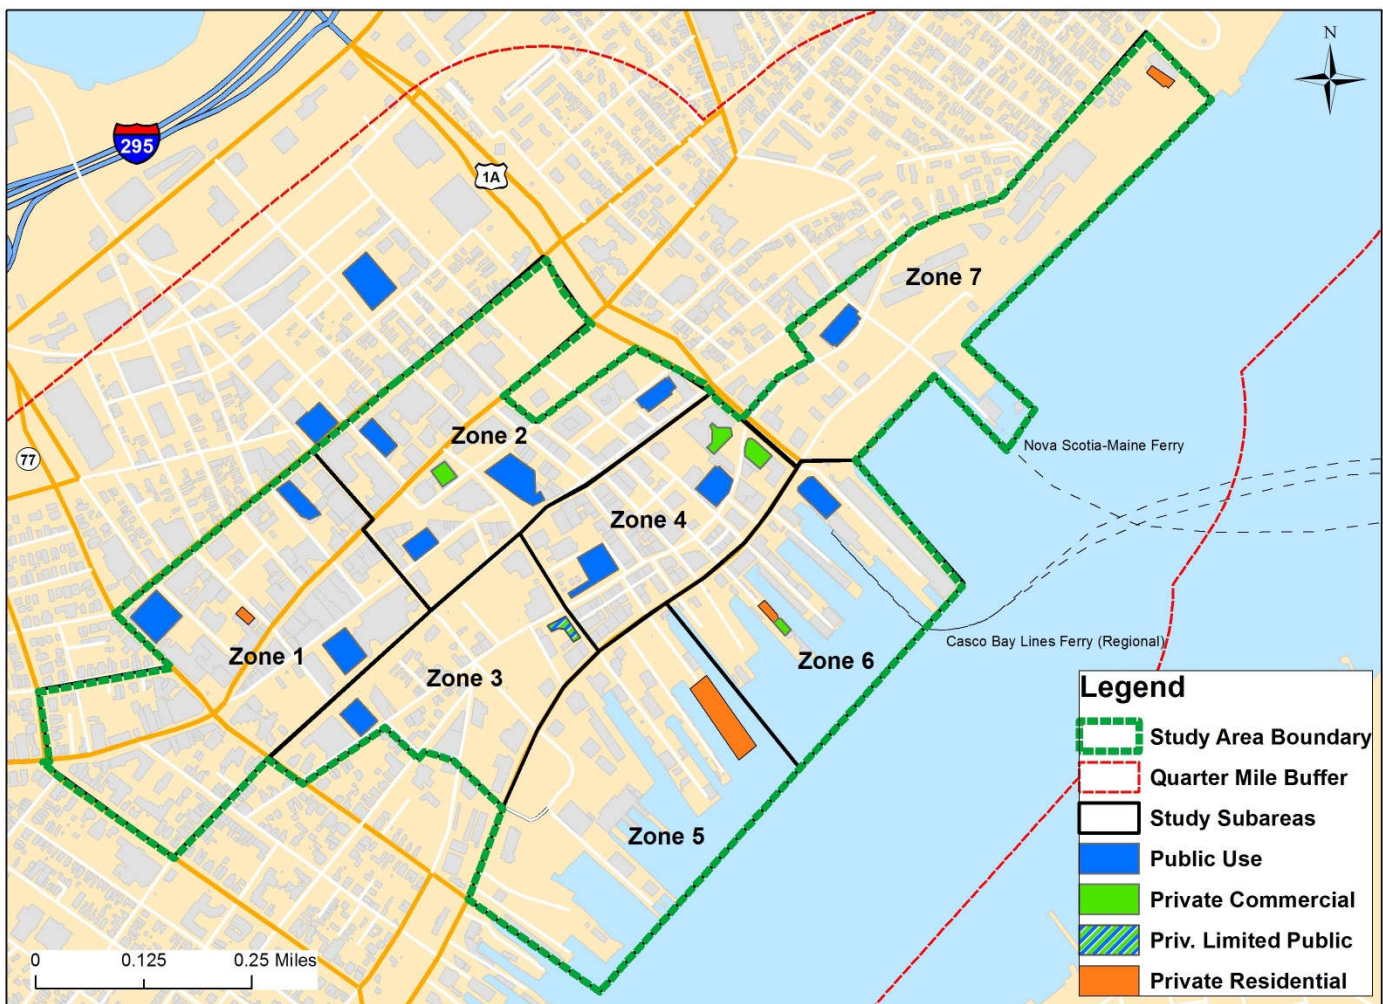 N
295
1A
Zone 7
Zone 2
77
Nova Scotia-Maine Ferry
Zone 4
Casco Bay Lines Ferry (Regional)
Zone 1
Zone 3
Zone 6
Zone 5
Legend
Study Area Boundary
Quarter Mile Buffer
Study Subareas
Public Use
Private Commercial
Priv. Limited Public
Private Residential
0 0.125 0.25 Miles